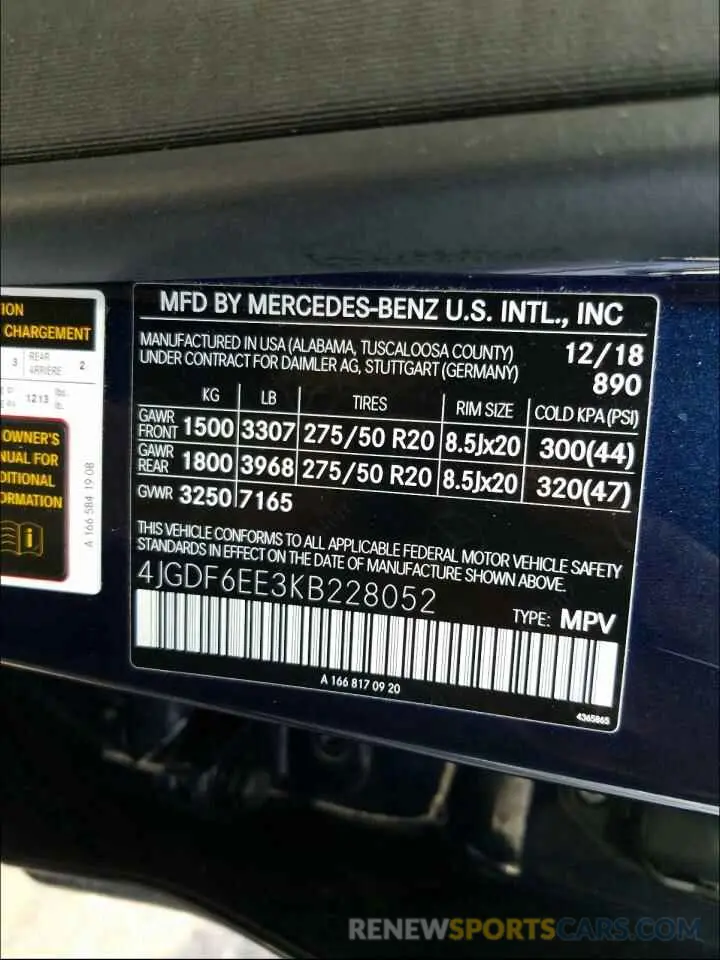 TION
CHARGEMENT
3 REAR ARRIÈRE 2
1213 lbs. lb.
OWNER'S
NUAL FOR
DITIONAL
ORMATION
i
A 166 584 19 08
MFD BY MERCEDES-BENZ U.S. INTL., INC
MANUFACTURED IN USA (ALABAMA, TUSCALOOSA COUNTY) 12/18
UNDER CONTRACT FOR DAIMLER AG, STUTTGART (GERMANY) 890
KG LB TIRES RIM SIZE COLD KPA (PSI)
GAWR FRONT 1500 3307 275/50 R20 8.5Jx20 300(44)
GAWR REAR 1800 3968 275/50 R20 8.5Jx20 320(47)
GVWR 3250 7165
THIS VEHICLE CONFORMS TO ALL APPLICABLE FEDERAL MOTOR VEHICLE SAFETY
STANDARDS IN EFFECT ON THE DATE OF MANUFACTURE SHOWN ABOVE.
4JGDF6EE3KB228052
TYPE: MPV
A 166 817 09 20
4365865
RENEWSPORTSCARS.COM